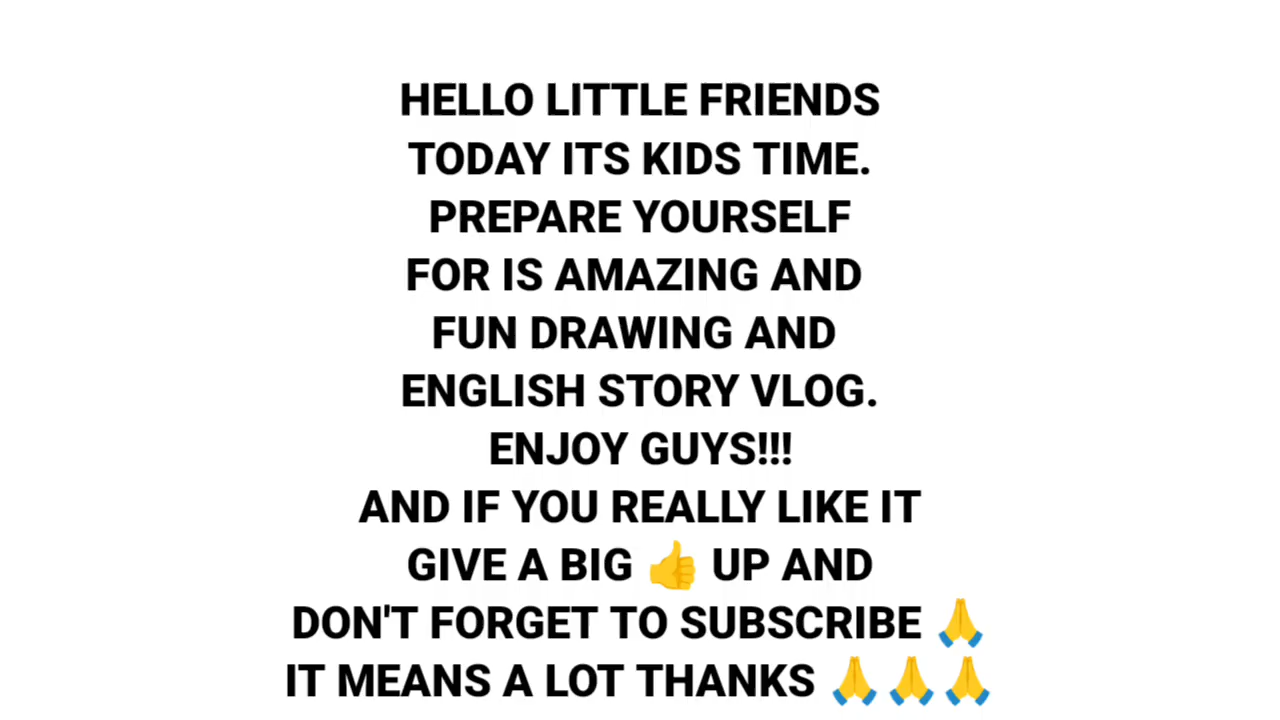 HELLO LITTLE FRIENDS
TODAY ITS KIDS TIME.
PREPARE YOURSELF
FOR IS AMAZING AND
FUN DRAWING AND
ENGLISH STORY VLOG.
ENJOY GUYS!!!
AND IF YOU REALLY LIKE IT
GIVE A BIG 👍 UP AND
DON'T FORGET TO SUBSCRIBE 🙏
IT MEANS A LOT THANKS 🙏🙏🙏